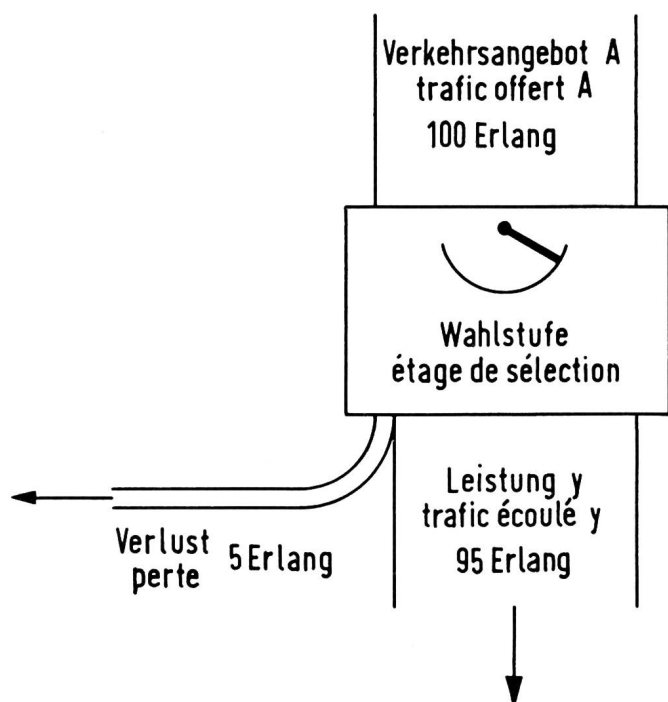 Verkehrsangebot A
trafic offert A
100 Erlang
Wahlstufe
étage de sélection
Leistung y
trafic écoulé y
95 Erlang
Verlust
perte
5 Erlang